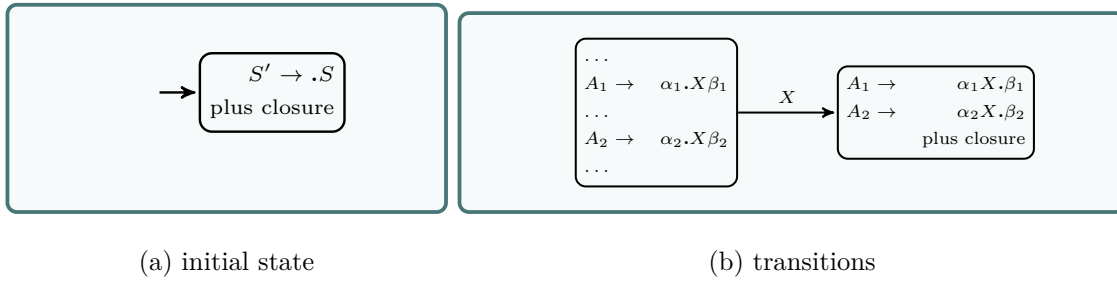 S′ → .S
plus closure
(a) initial state
...
A₁ → α₁.Xβ₁
...
A₂ → α₂.Xβ₂
...
X
A₁ → α₁X.β₁
A₂ → α₂X.β₂
plus closure
(b) transitions